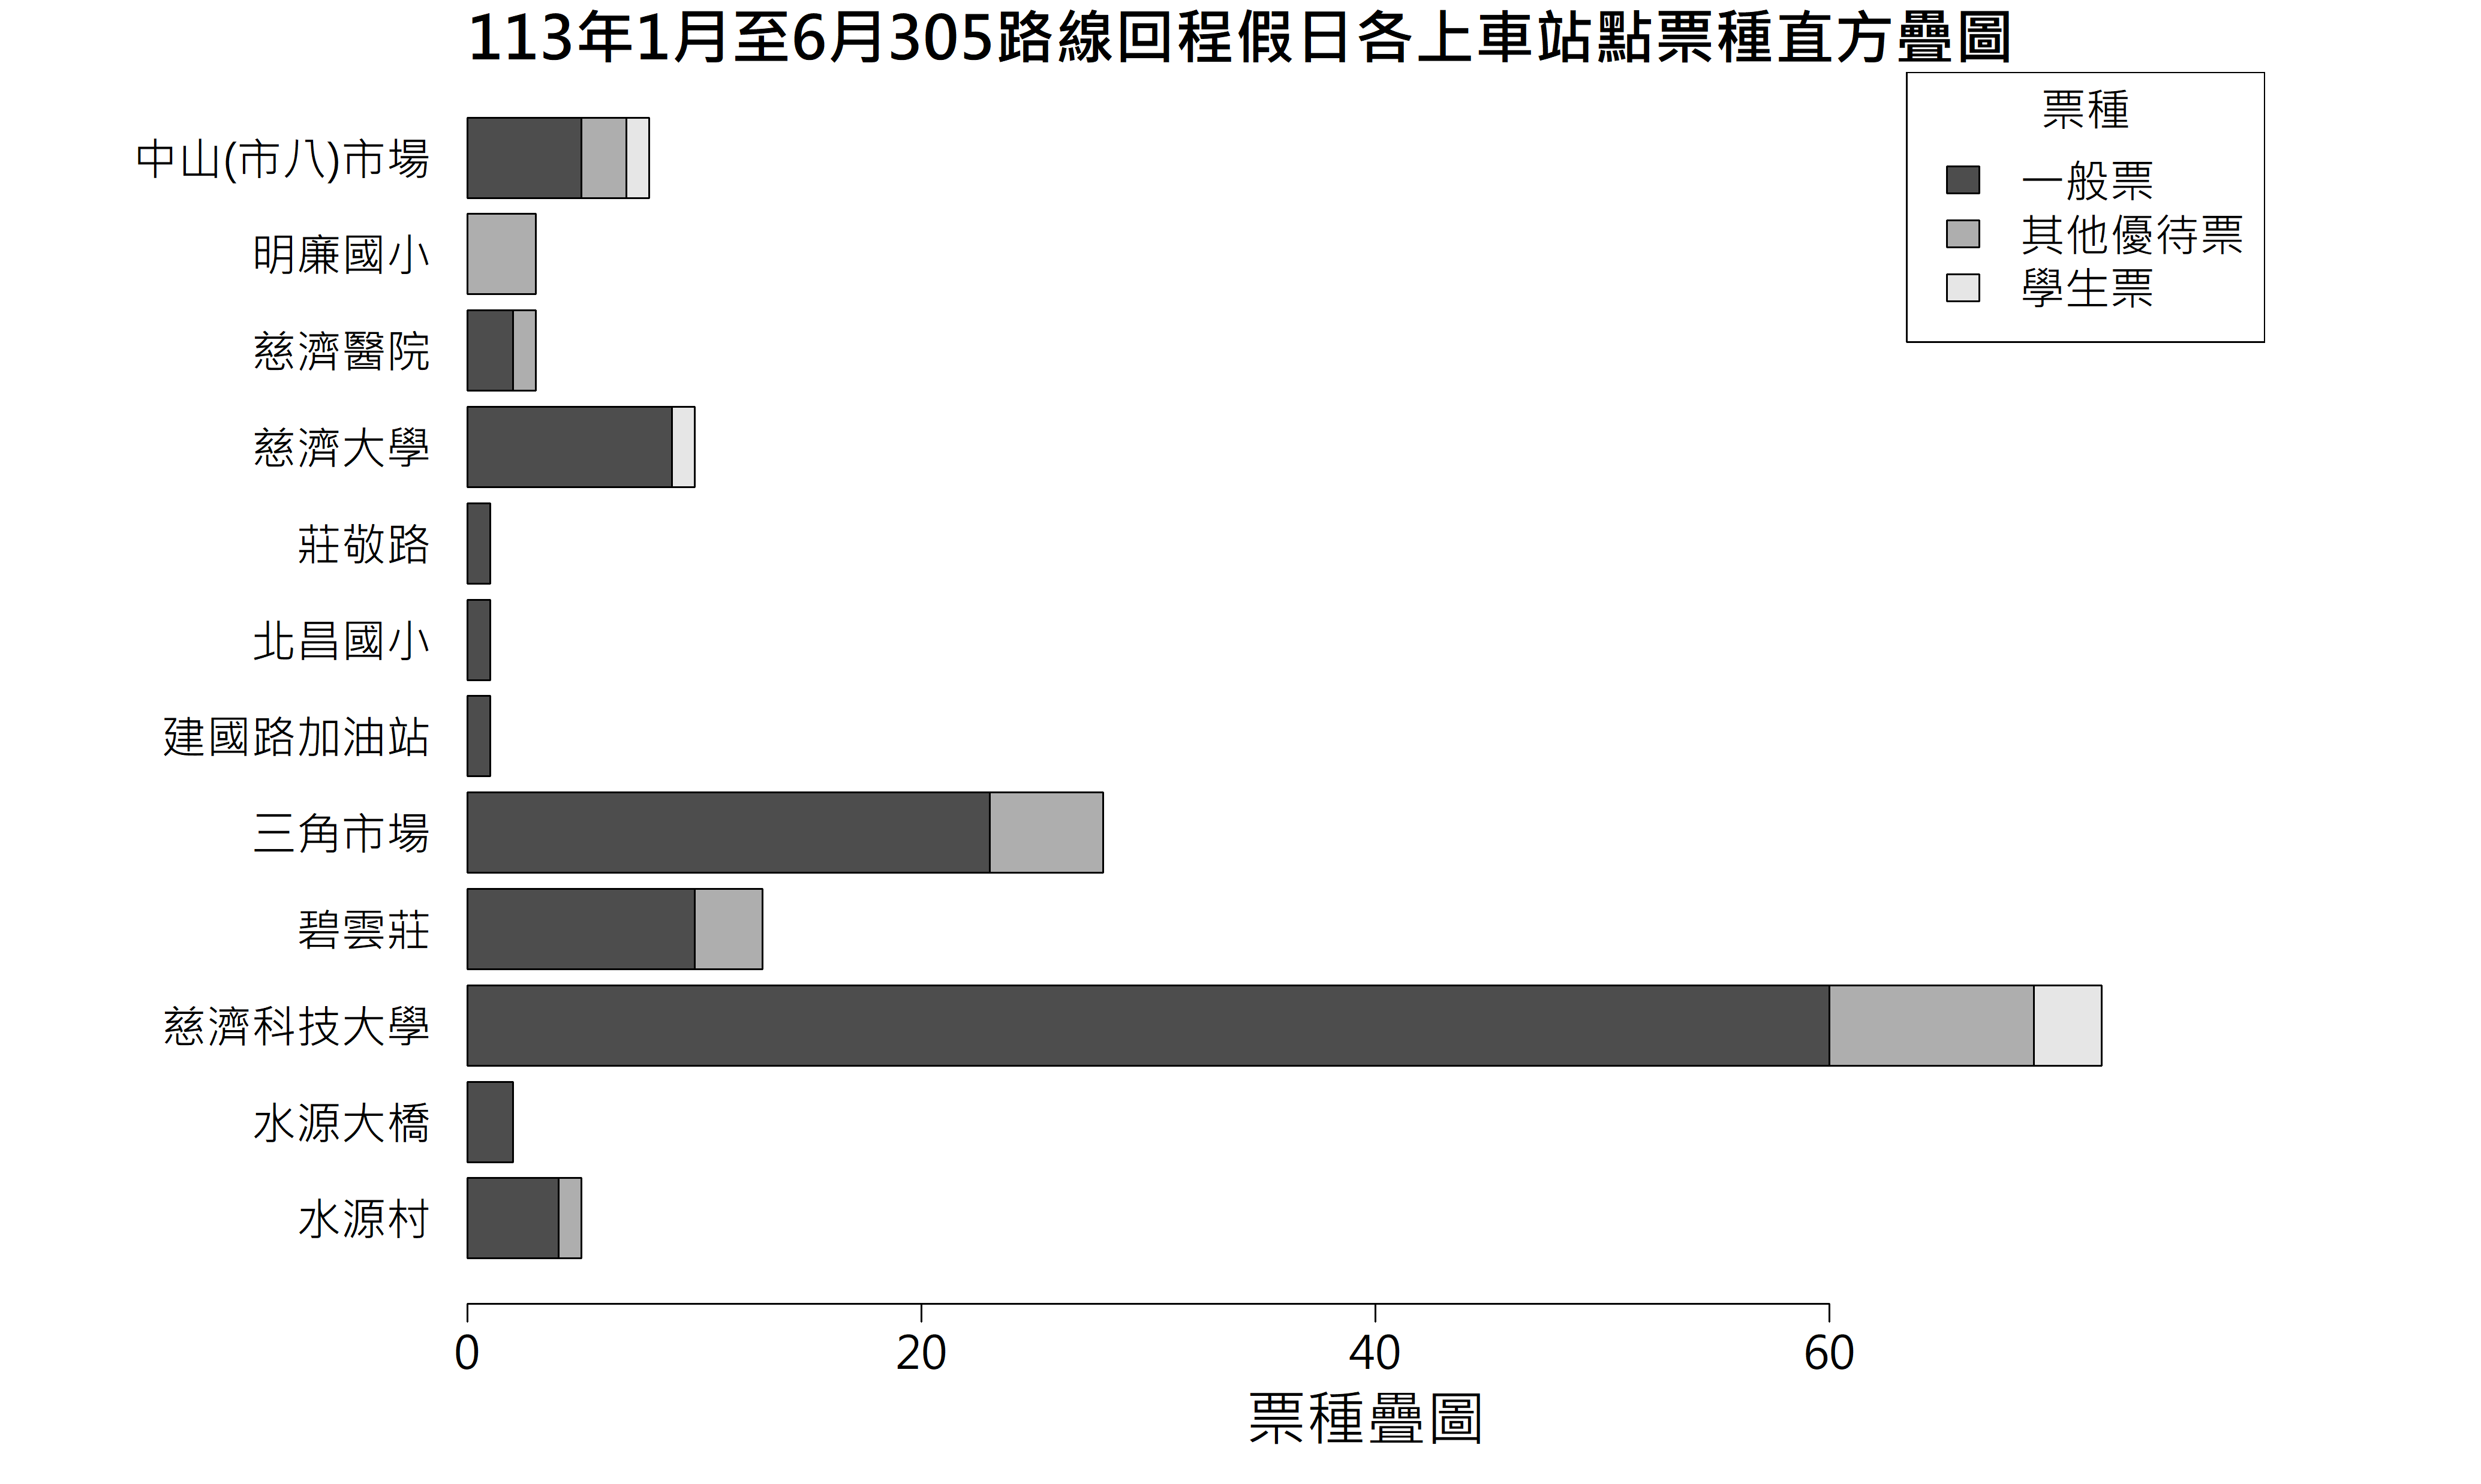 113年1月至6月305路線回程假日各上車站點票種直方疊圖
票種
一般票
其他優待票
學生票
中山(市八)市場
明廉國小
慈濟醫院
慈濟大學
莊敬路
北昌國小
建國路加油站
三角市場
碧雲莊
慈濟科技大學
水源大橋
水源村
0 20 40 60
票種疊圖